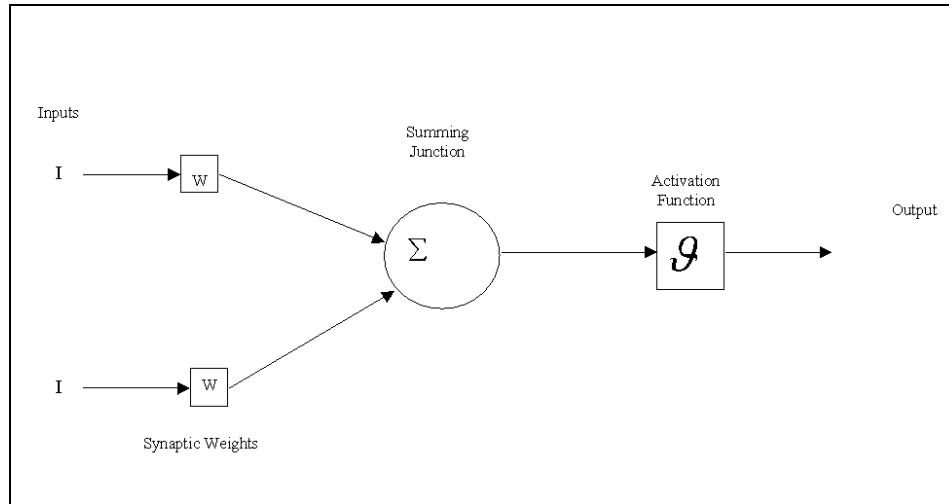 Inputs
Summing
Junction
I
W
Activation
Function
Output
Σ
ϑ
I
W
Synaptic Weights